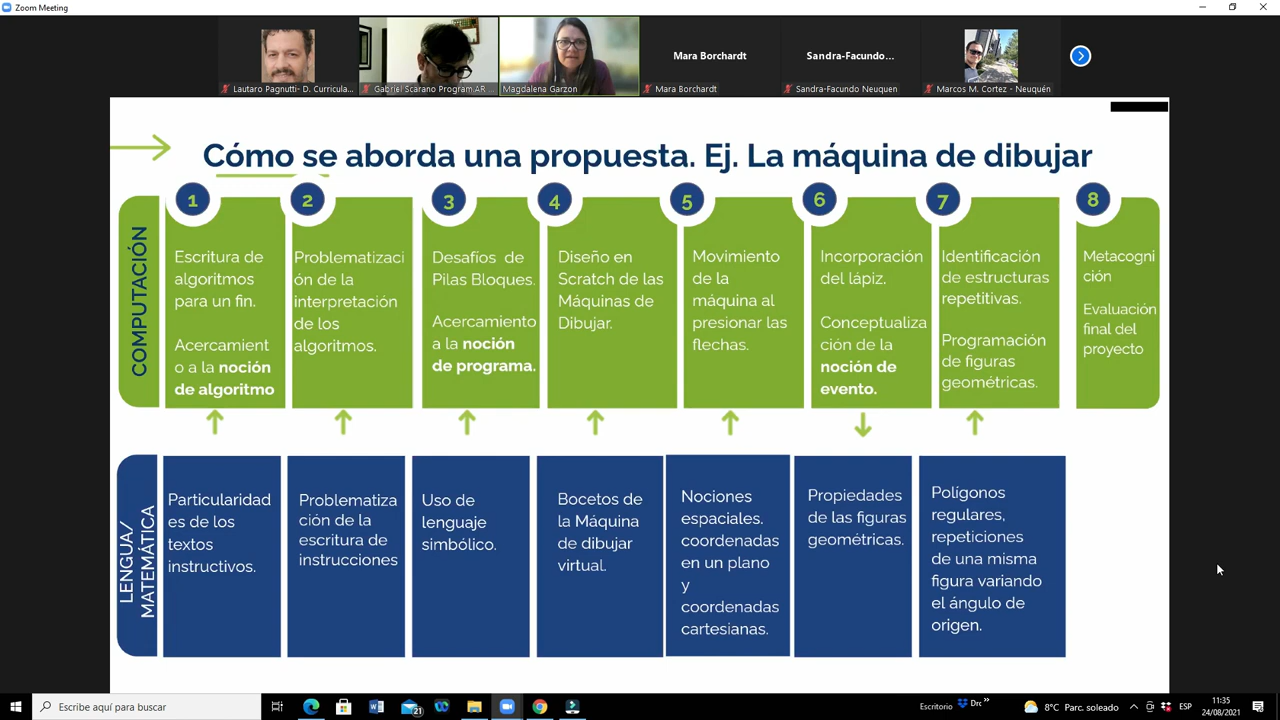 Zoom Meeting
Mara Borchardt
Sandra-Facundo...
Lautaro Pagnutti- D. Curricula...
Gabriel Scarano Program.AR ...
Magdalena Garzon
Mara Borchardt
Sandra-Facundo Neuquen
Marcos M. Cortez - Neuquén
Cómo se aborda una propuesta. Ej. La máquina de dibujar
COMPUTACIÓN
1
Escritura de
algoritmos
para un fin.
Acercamient
o a la noción
de algoritmo
2
Problematizaci
ón de la
interpretación
de los
algoritmos.
3
Desafíos de
Pilas Bloques.
Acercamiento
a la noción
de programa.
4
Diseño en
Scratch de las
Máquinas de
Dibujar.
5
Movimiento
de la
máquina al
presionar las
flechas.
6
Incorporación
del lápiz.
Conceptualiza
ción de la
noción de
evento.
7
Identificación
de estructuras
repetitivas.
Programación
de figuras
geométricas.
8
Metacogni
ción
Evaluación
final del
proyecto
LENGUA/
MATEMÁTICA
Particularidad
es de los
textos
instructivos.
Problematiza
ción de la
escritura de
instrucciones
Uso de
lenguaje
simbólico.
Bocetos de
la Máquina
de dibujar
virtual.
Nociones
espaciales.
coordenadas
en un plano
y
coordenadas
cartesianas.
Propiedades
de las figuras
geométricas.
Polígonos
regulares,
repeticiones
de una misma
figura variando
el ángulo de
origen.
Escribe aquí para buscar
21
Escritorio
Drc
8°C Parc. soleado
ESP
11:35
24/08/2021